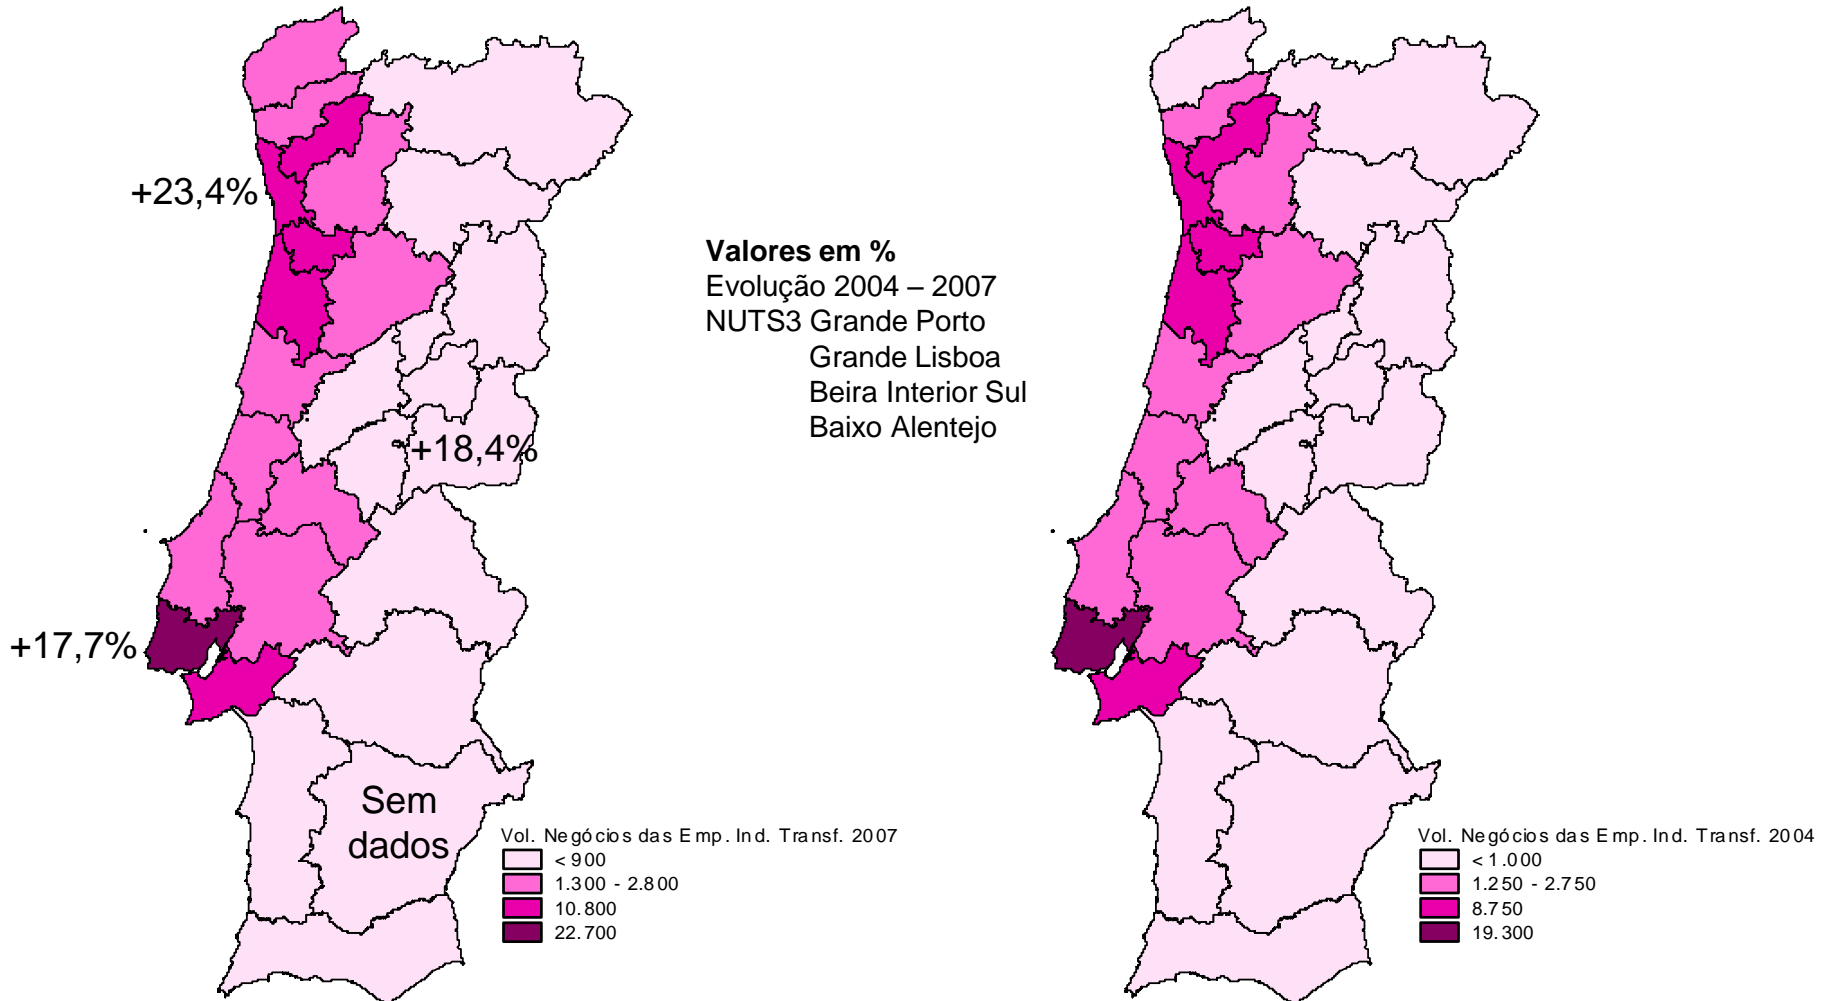 +23,4%
Valores em %
Evolução 2004 – 2007
NUTS3 Grande Porto
Grande Lisboa
Beira Interior Sul
Baixo Alentejo
+18,4%
+17,7%
Sem
dados
Vol. Negócios das Emp. Ind. Transf. 2007
< 900
1.300 - 2.800
10.800
22.700
Vol. Negócios das Emp. Ind. Transf. 2004
< 1.000
1.250 - 2.750
8.750
19.300